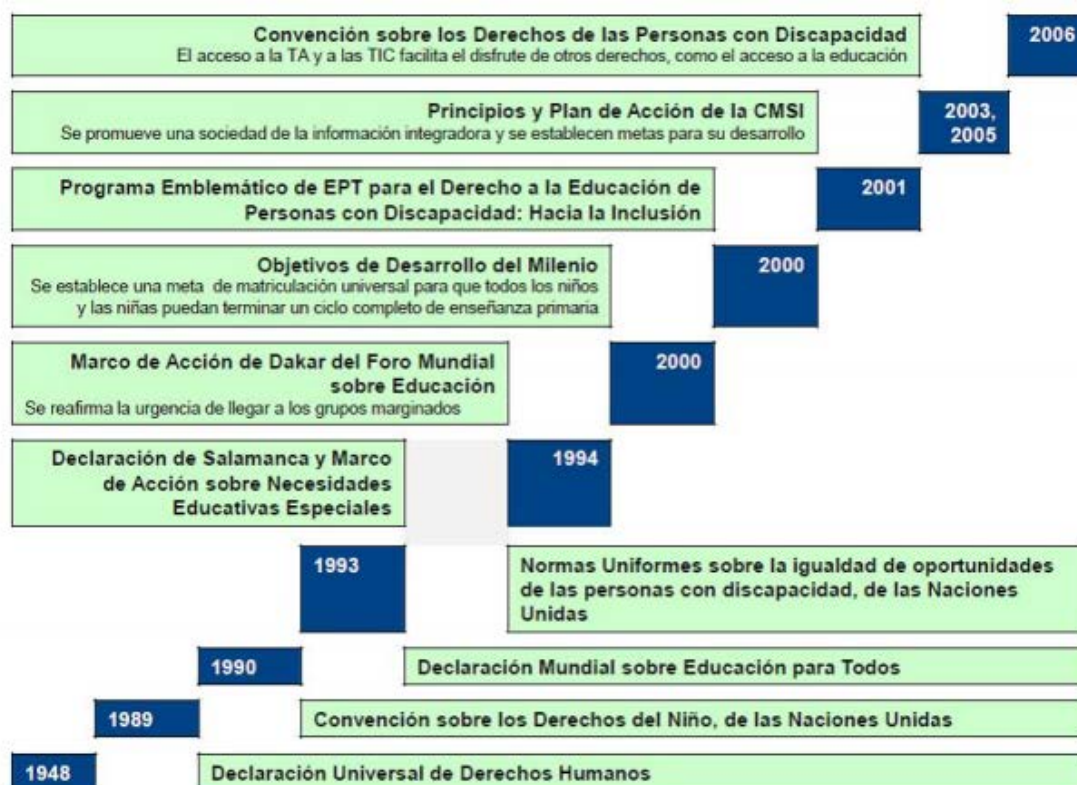 Convención sobre los Derechos de las Personas con Discapacidad
El acceso a la TA y a las TIC facilita el disfrute de otros derechos, como el acceso a la educación
2006
Principios y Plan de Acción de la CMSI
Se promueve una sociedad de la información integradora y se establecen metas para su desarrollo
2003,
2005
Programa Emblemático de EPT para el Derecho a la Educación de
Personas con Discapacidad: Hacia la Inclusión
2001
Objetivos de Desarrollo del Milenio
Se establece una meta de matriculación universal para que todos los niños
y las niñas puedan terminar un ciclo completo de enseñanza primaria
2000
Marco de Acción de Dakar del Foro Mundial
sobre Educación
Se reafirma la urgencia de llegar a los grupos marginados
2000
Declaración de Salamanca y Marco
de Acción sobre Necesidades
Educativas Especiales
1994
1993
Normas Uniformes sobre la igualdad de oportunidades
de las personas con discapacidad, de las Naciones
Unidas
1990
Declaración Mundial sobre Educación para Todos
1989
Convención sobre los Derechos del Niño, de las Naciones Unidas
1948
Declaración Universal de Derechos Humanos